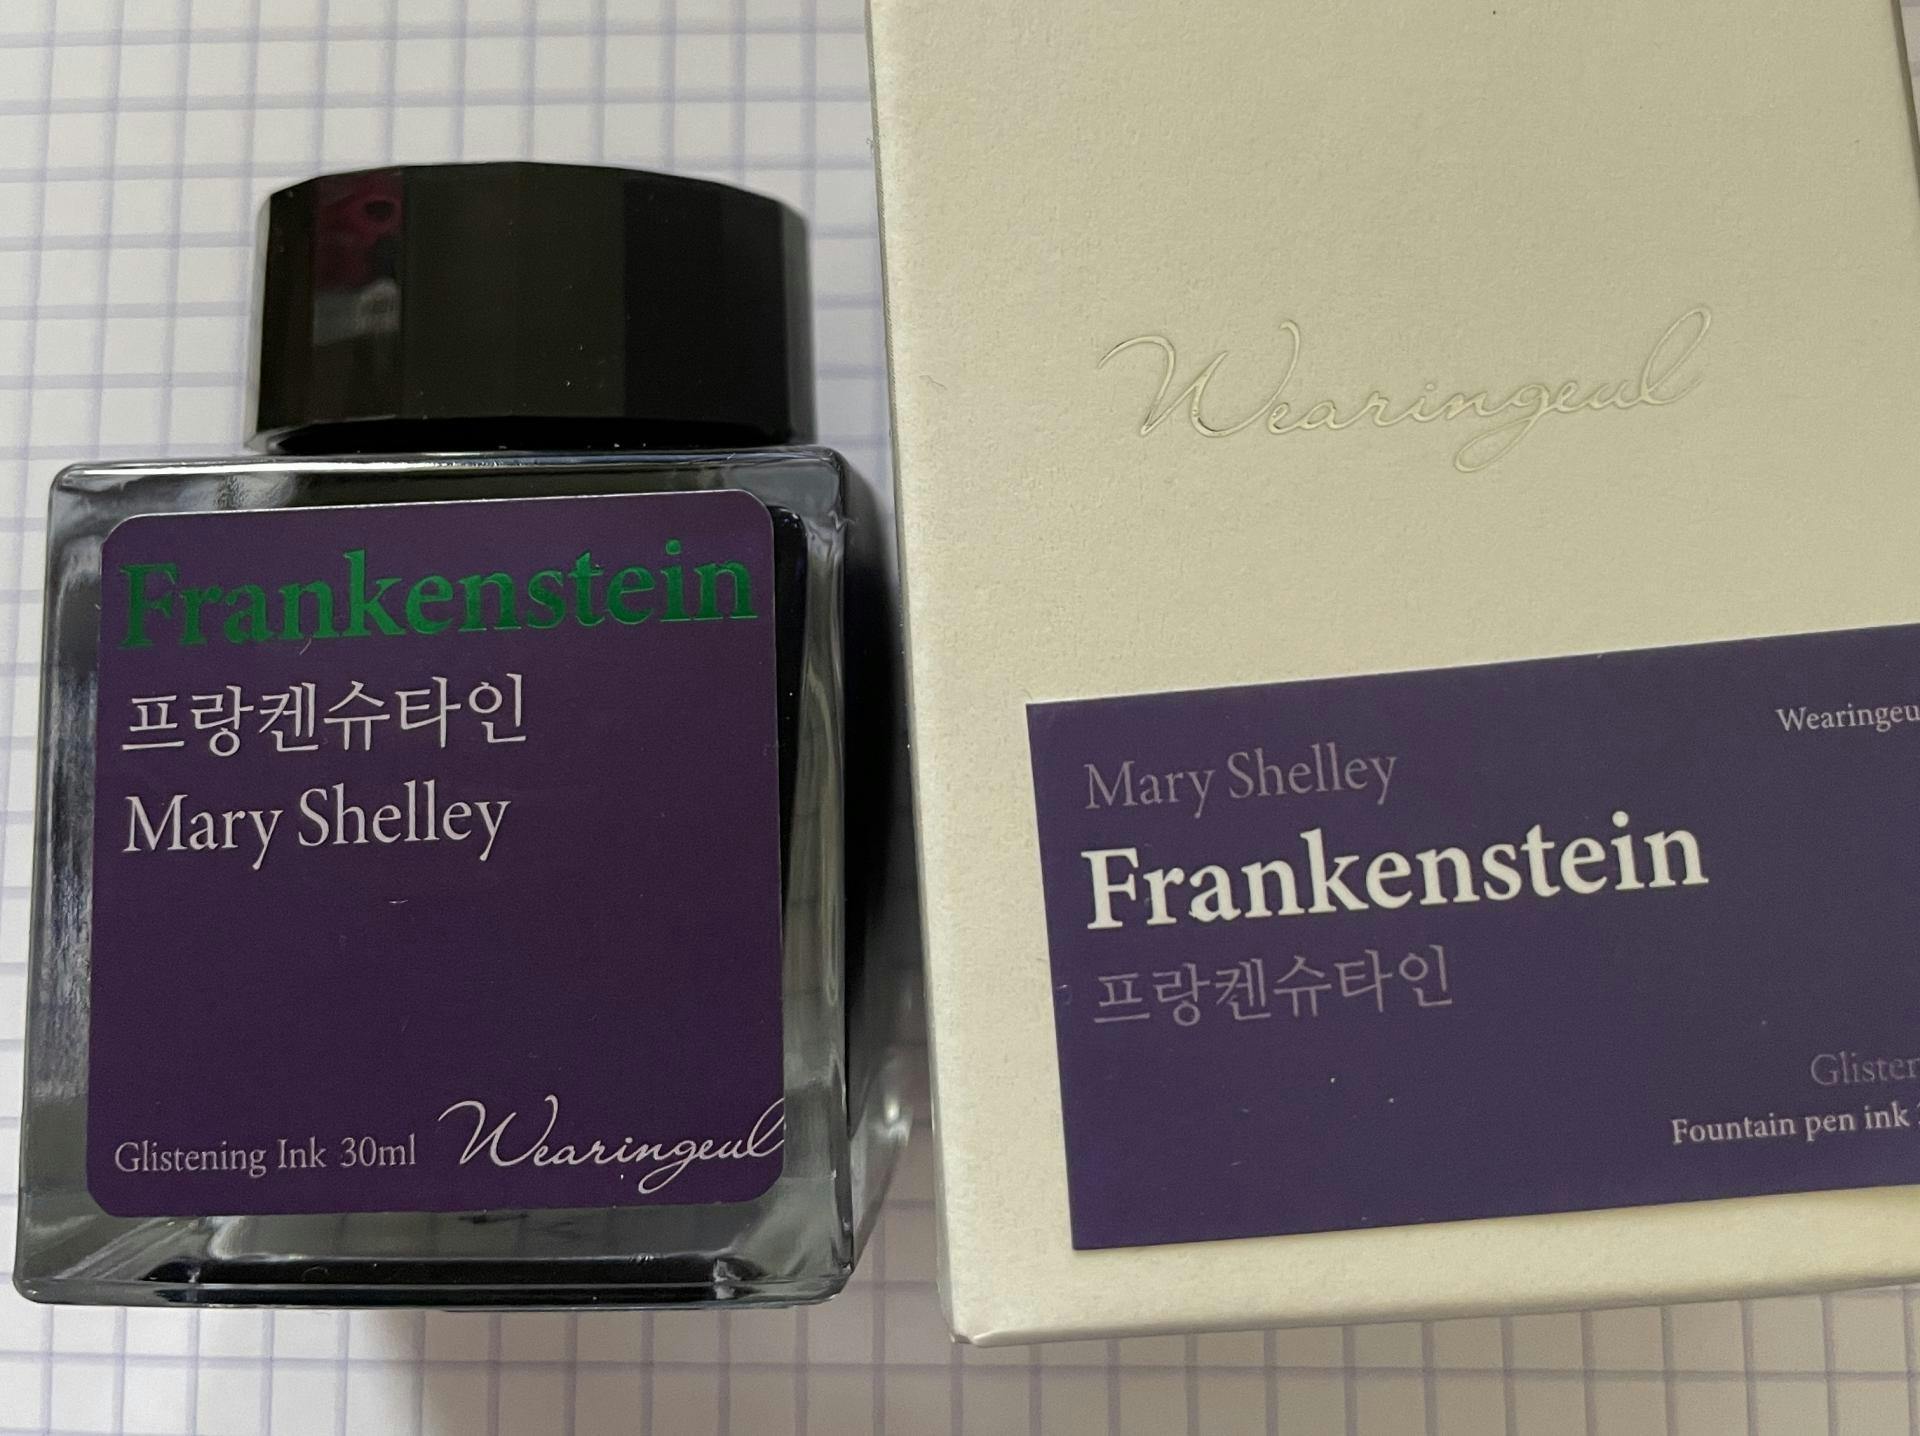 Frankenstein
프랑켄슈타인
Mary Shelley
Glistening Ink 30ml Wearingeul
Wearingeul
Mary Shelley
Frankenstein
프랑켄슈타인
Fountain pen ink